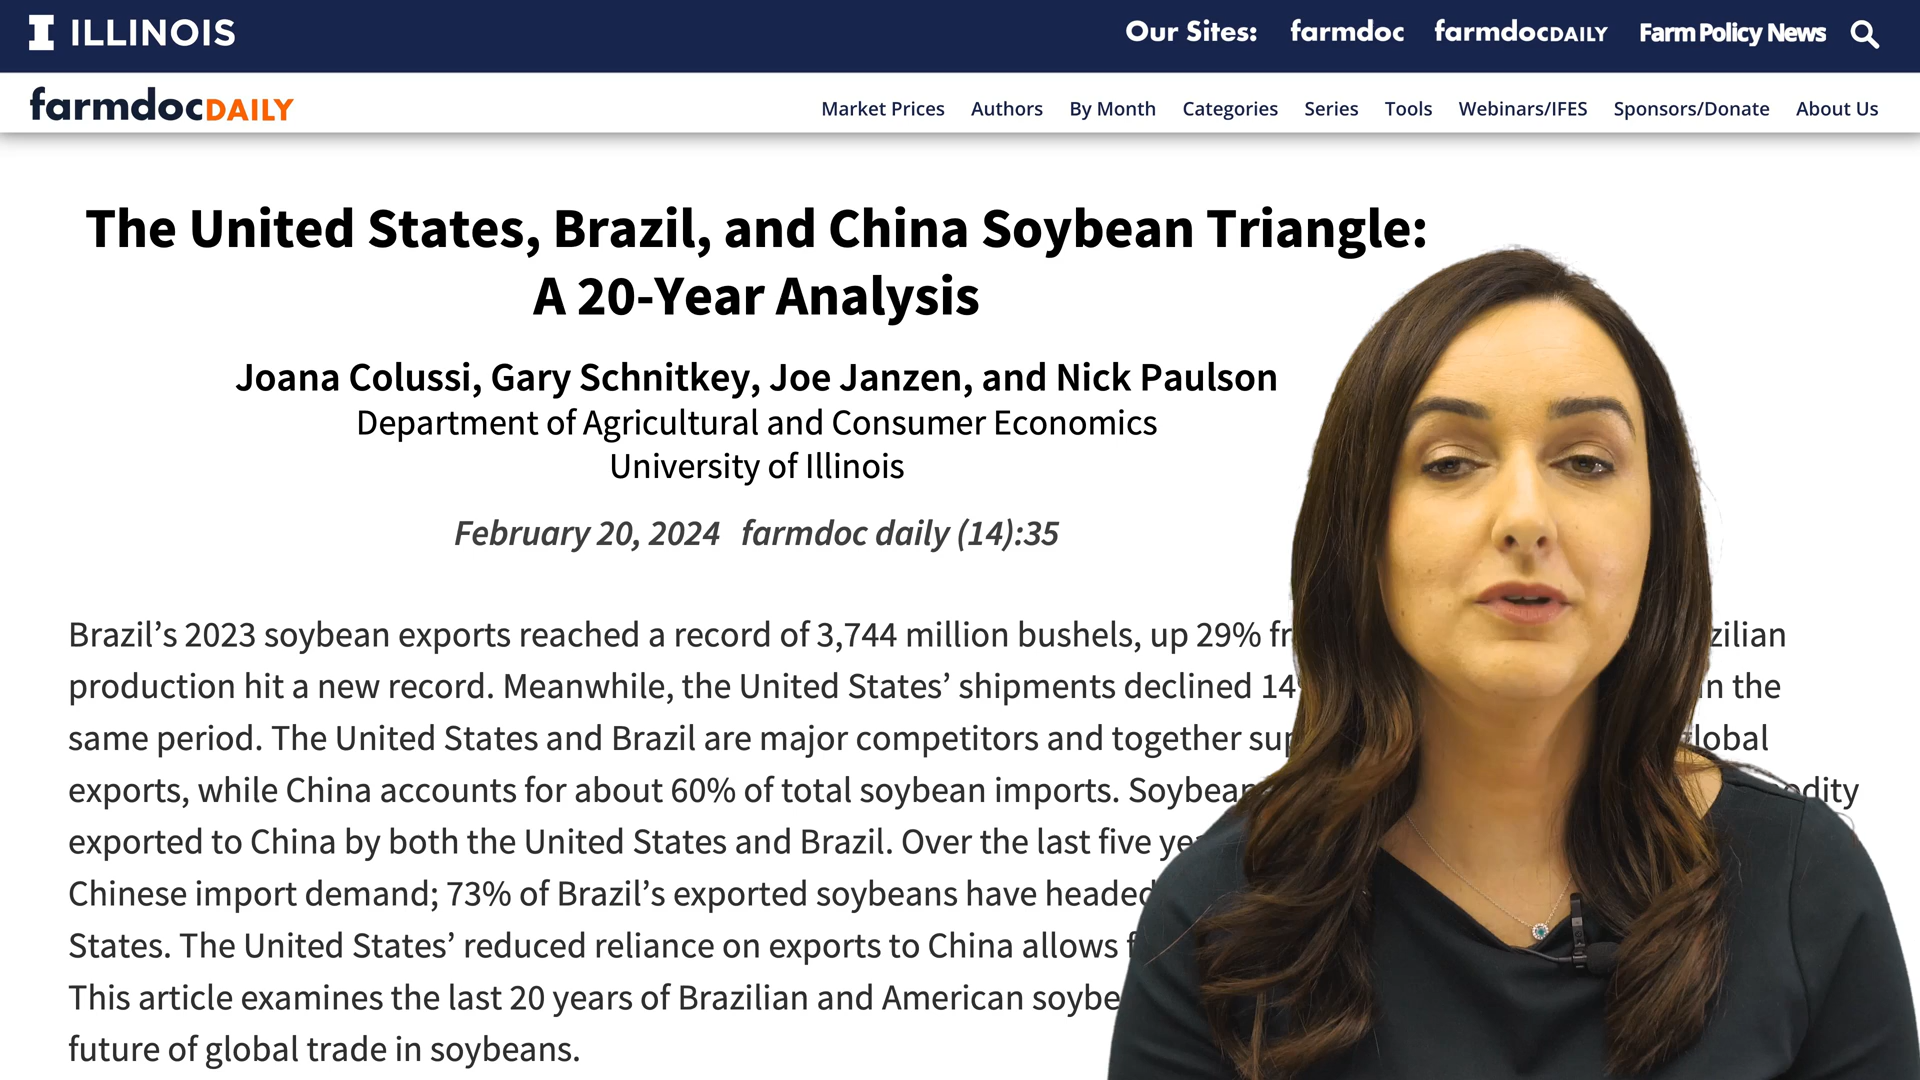 ILLINOIS
Our Sites: farmdoc farmdocDAILY Farm Policy News
farmdocDAILY
Market Prices Authors By Month Categories Series Tools Webinars/IFES Sponsors/Donate About Us
The United States, Brazil, and China Soybean Triangle:
A 20-Year Analysis
Joana Colussi, Gary Schnitkey, Joe Janzen, and Nick Paulson
Department of Agricultural and Consumer Economics
University of Illinois
February 20, 2024 farmdoc daily (14):35
Brazil’s 2023 soybean exports reached a record of 3,744 million bushels, up 29%
production hit a new record. Meanwhile, the United States’ shipments declined in the
same period. The United States and Brazil are major competitors and together
exports, while China accounts for about 60% of total soybean imports.
exported to China by both the United States and Brazil. Over the last five
Chinese import demand; 73% of Brazil’s exported soybeans have headed
States. The United States’ reduced reliance on exports to China allows
This article examines the last 20 years of Brazilian and American
future of global trade in soybeans.